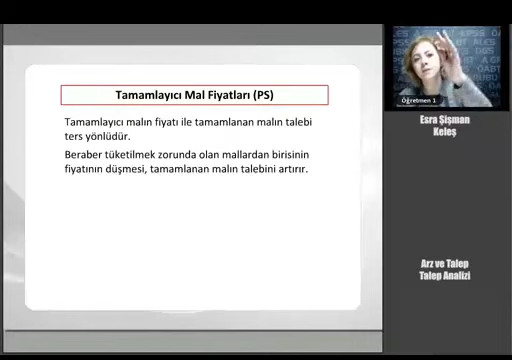 Tamamlayıcı Mal Fiyatları (PS)
Tamamlayıcı malın fiyatı ile tamamlanan malın talebi
ters yönlüdür.
Beraber tüketilmek zorunda olan mallardan birisinin
fiyatının düşmesi, tamamlanan malın talebini artırır.
Öğretmen 1
Esra Şişman
Keleş
Arz ve Talep
Talep Analizi